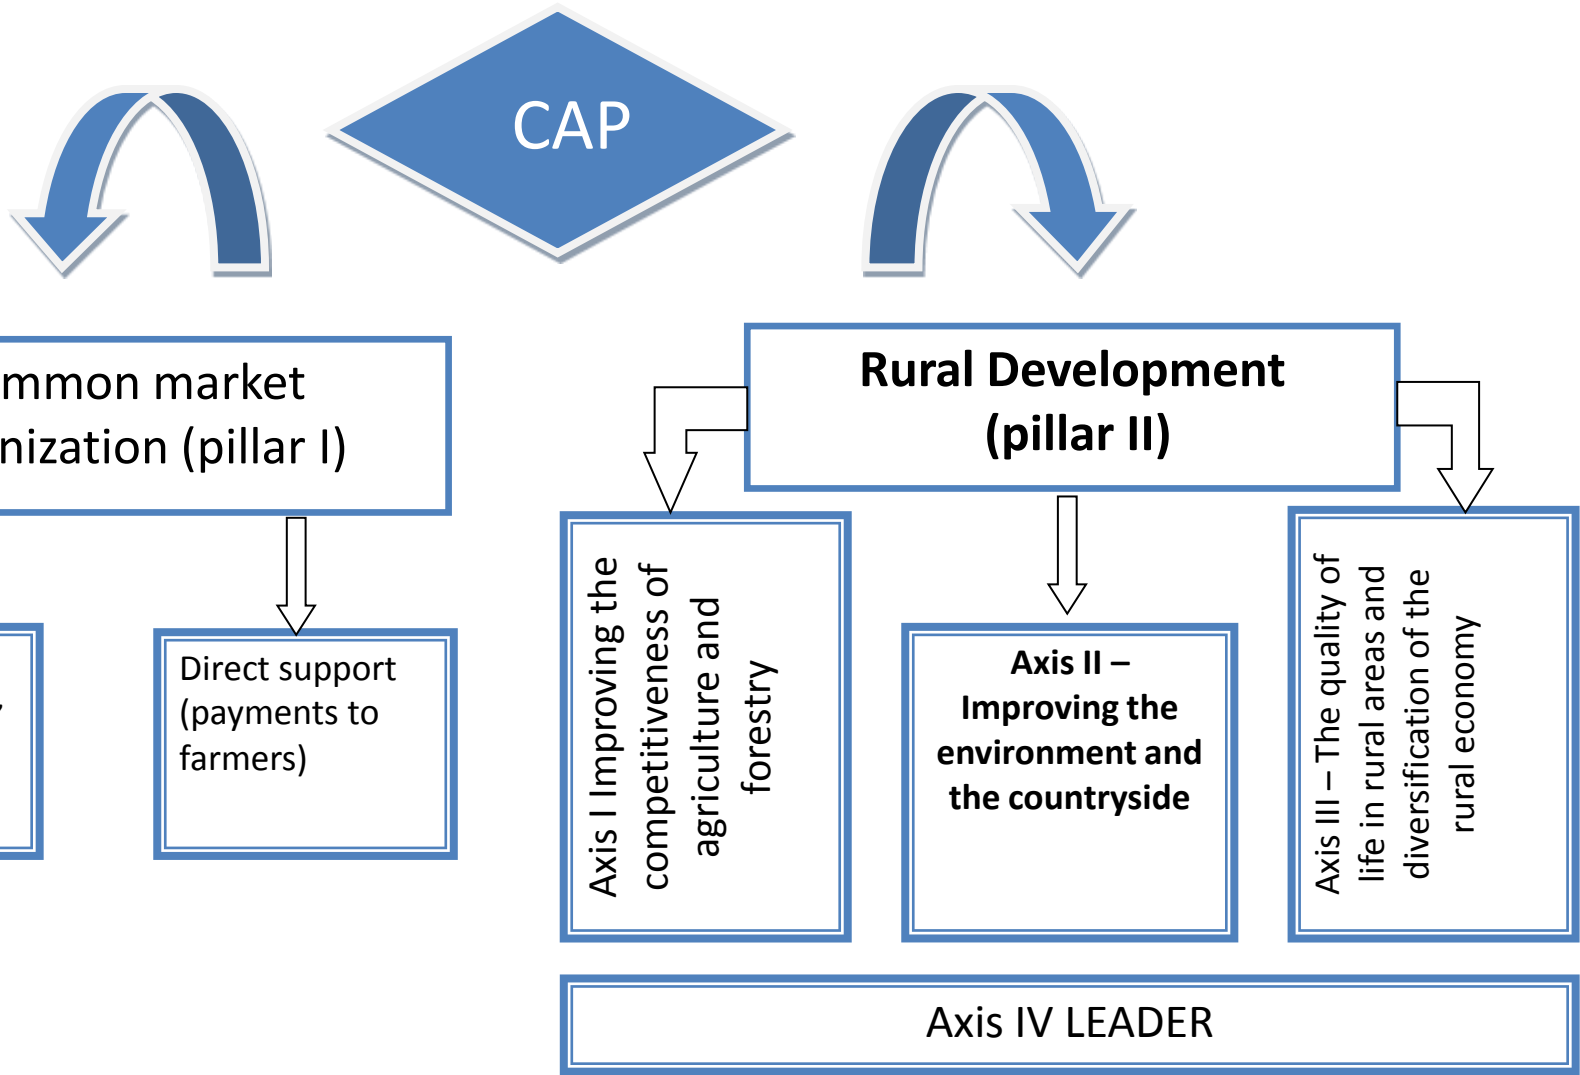 CAP
mmon market
nization (pillar I)
Rural Development
(pillar II)
Direct support
(payments to
farmers)
Axis I Improving the
competitiveness of
agriculture and
forestry
Axis II –
Improving the
environment and
the countryside
Axis III – The quality of
life in rural areas and
diversification of the
rural economy
Axis IV LEADER